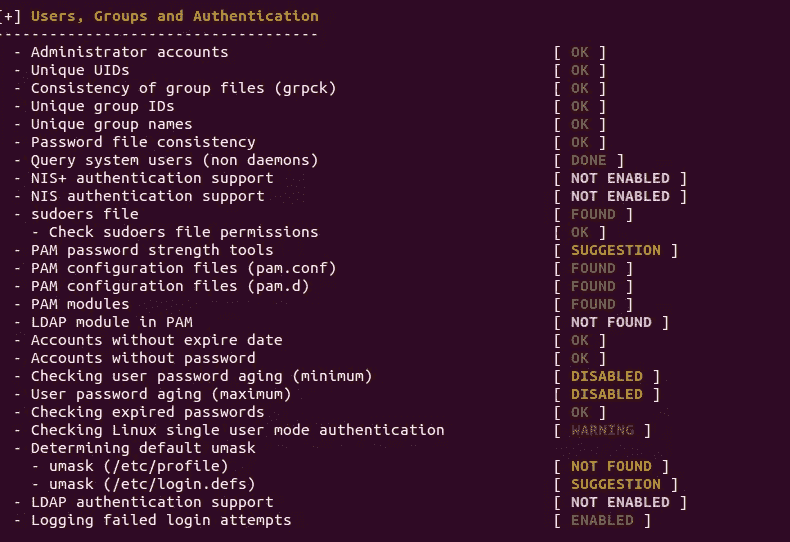 [+] Users, Groups and Authentication
------------------------------------
- Administrator accounts [ OK ]
- Unique UIDs [ OK ]
- Consistency of group files (grpck) [ OK ]
- Unique group IDs [ OK ]
- Unique group names [ OK ]
- Password file consistency [ OK ]
- Query system users (non daemons) [ DONE ]
- NIS+ authentication support [ NOT ENABLED ]
- NIS authentication support [ NOT ENABLED ]
- sudoers file [ FOUND ]
- Check sudoers file permissions [ OK ]
- PAM password strength tools [ SUGGESTION ]
- PAM configuration files (pam.conf) [ FOUND ]
- PAM configuration files (pam.d) [ FOUND ]
- PAM modules [ FOUND ]
- LDAP module in PAM [ NOT FOUND ]
- Accounts without expire date [ OK ]
- Accounts without password [ OK ]
- Checking user password aging (minimum) [ DISABLED ]
- User password aging (maximum) [ DISABLED ]
- Checking expired passwords [ OK ]
- Checking Linux single user mode authentication [ WARNING ]
- Determining default umask
- umask (/etc/profile) [ NOT FOUND ]
- umask (/etc/login.defs) [ SUGGESTION ]
- LDAP authentication support [ NOT ENABLED ]
- Logging failed login attempts [ ENABLED ]